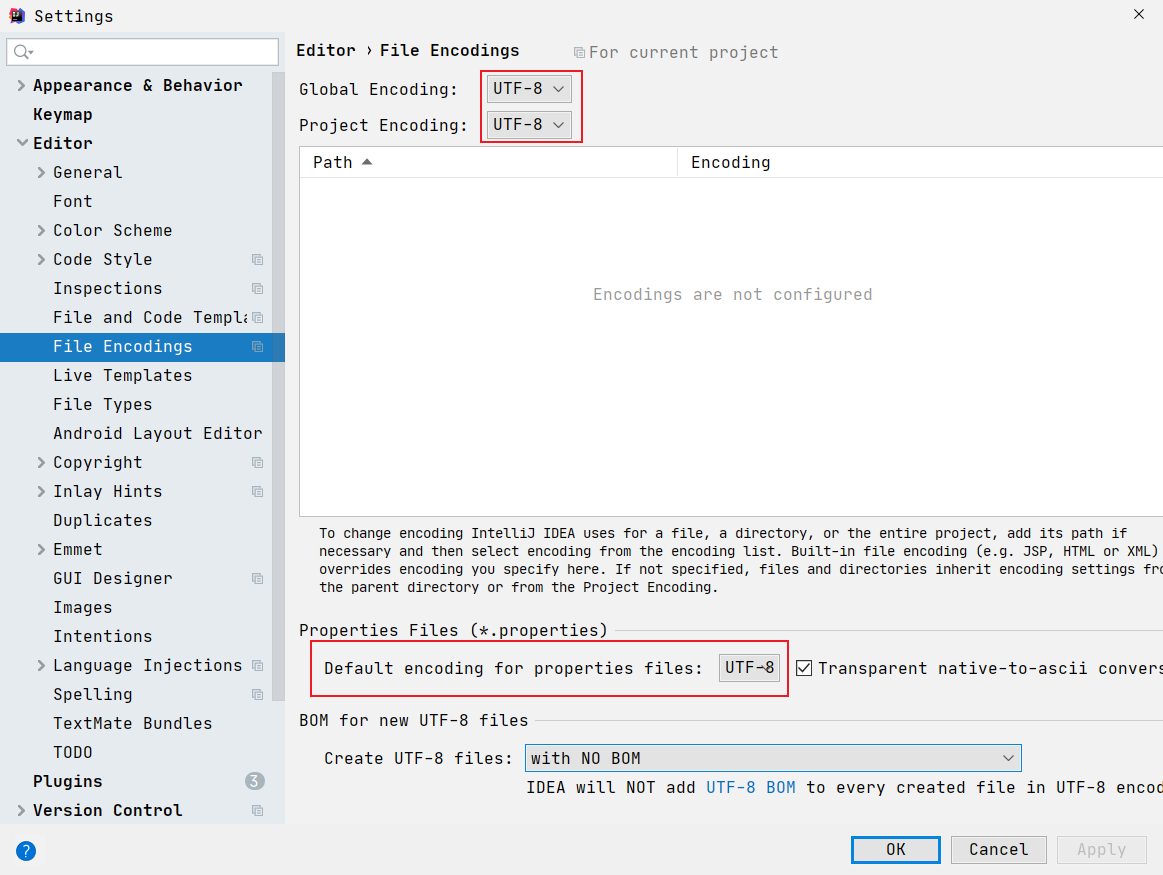 Settings
Editor › File Encodings
For current project
Appearance & Behavior
Keymap
Editor
General
Font
Color Scheme
Code Style
Inspections
File and Code Templa
File Encodings
Live Templates
File Types
Android Layout Editor
Copyright
Inlay Hints
Duplicates
Emmet
GUI Designer
Images
Intentions
Language Injections
Spelling
TextMate Bundles
TODO
Plugins 3
Version Control
Global Encoding: UTF-8
Project Encoding: UTF-8
Path Encoding
Encodings are not configured
To change encoding IntelliJ IDEA uses for a file, a directory, or the entire project, add its path if
necessary and then select encoding from the encoding list. Built-in file encoding (e.g. JSP, HTML or XML)
overrides encoding you specify here. If not specified, files and directories inherit encoding settings fro
the parent directory or from the Project Encoding.
Properties Files (*.properties)
Default encoding for properties files: UTF-8 Transparent native-to-ascii convers
BOM for new UTF-8 files
Create UTF-8 files: with NO BOM
IDEA will NOT add UTF-8 BOM to every created file in UTF-8 encod
?
OK Cancel Apply